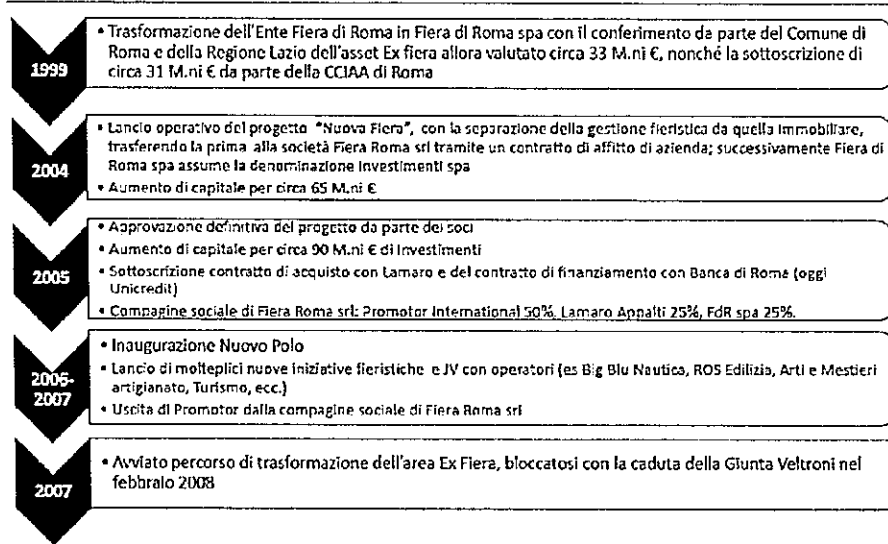 1999
• Trasformazione dell'Ente Fiera di Roma in Fiera di Roma spa con il conferimento da parte del Comune di
Roma e della Regione Lazio dell'asset Ex fiera allora valutato circa 33 M.ni €, nonché la sottoscrizione di
circa 31 M.ni € da parte della CCIAA di Roma
2004
• Lancio operativo del progetto "Nuova Fiera", con la separazione della gestione fieristica da quella immobiliare,
trasferendo la prima alla società Fiera Roma srl tramite un contratto di affitto di azienda; successivamente Fiera di
Roma spa assume la denominazione Investimenti spa
• Aumento di capitale per circa 65 M.ni €
2005
• Approvazione definitiva del progetto da parte dei soci
• Aumento di capitale per circa 90 M.ni € di Investimenti
• Sottoscrizione contratto di acquisto con Lamaro e del contratto di finanziamento con Banca di Roma (oggi
Unicredit)
• Compagine sociale di Fiera Roma srl: Promotor International 50%, Lamaro Appalti 25%, FdR spa 25%.
2006-
2007
• Inaugurazione Nuovo Polo
• Lancio di molteplici nuove iniziative fieristiche e JV con operatori (es Big Blu Nautica, ROS Edilizia, Arti e Mestieri
artigianato, Turismo, ecc.)
• Uscita di Promotor dalla compagine sociale di Fiera Roma srl
2007
• Avviato percorso di trasformazione dell'area Ex Fiera, bloccatosi con la caduta della Giunta Veltroni nel
febbraio 2008